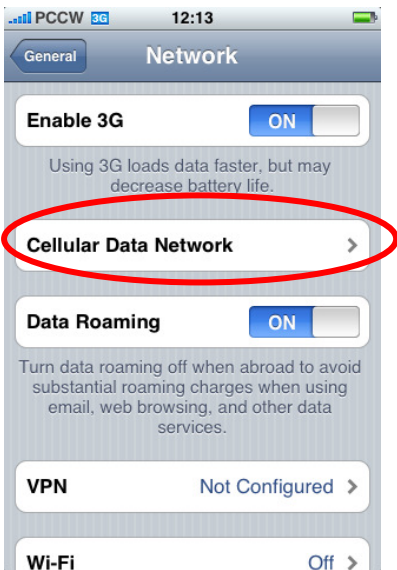 PCCW 3G 12:13
General Network
Enable 3G ON
Using 3G loads data faster, but may
decrease battery life.
Cellular Data Network
Data Roaming ON
Turn data roaming off when abroad to avoid
substantial roaming charges when using
email, web browsing, and other data
services.
VPN Not Configured
Wi-Fi Off